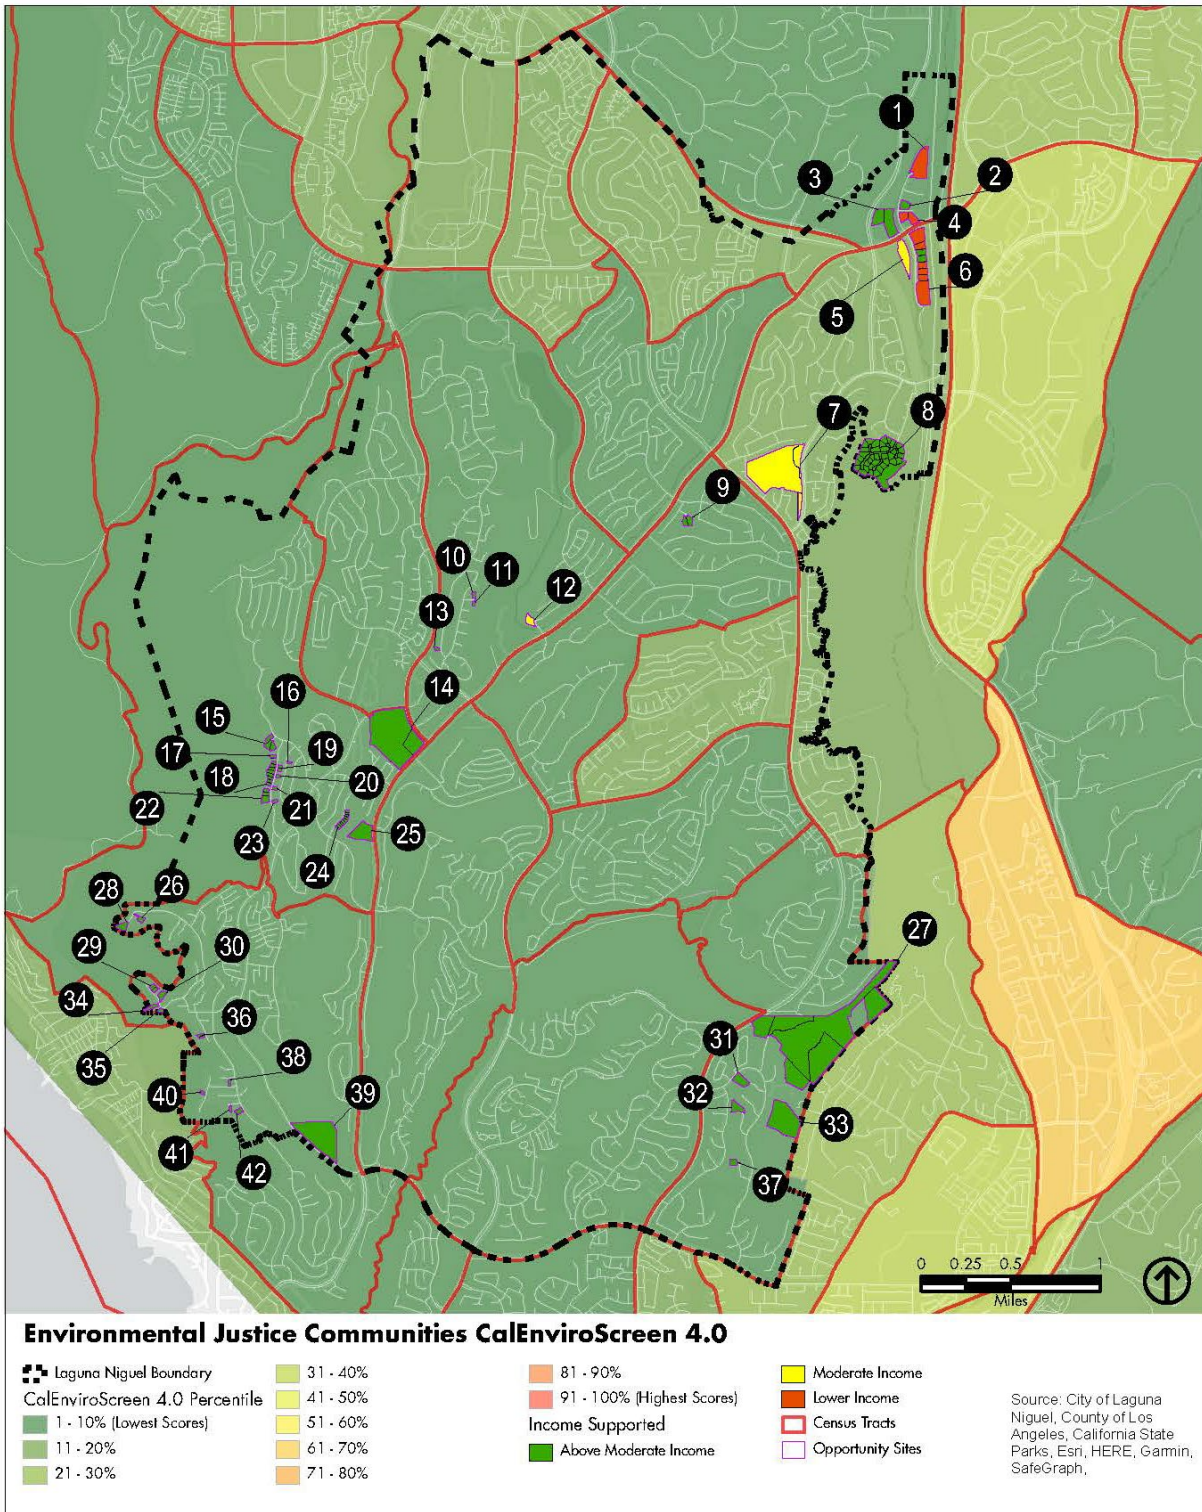 1
2
3
4
6
5
7
8
9
10
11
12
13
14
16
15
17
19
18
20
22
21
23
24
25
28
26
27
29
30
34
36
35
31
38
40
32
39
33
41
42
37
0 0.25 0.5 1
Miles
Environmental Justice Communities CalEnviroScreen 4.0
Laguna Niguel Boundary
CalEnviroScreen 4.0 Percentile
1 - 10% (Lowest Scores)
11 - 20%
21 - 30%
31 - 40%
41 - 50%
51 - 60%
61 - 70%
71 - 80%
81 - 90%
91 - 100% (Highest Scores)
Income Supported
Above Moderate Income
Moderate Income
Lower Income
Census Tracts
Opportunity Sites
Source: City of Laguna
Niguel, County of Los
Angeles, California State
Parks, Esri, HERE, Garmin,
SafeGraph,